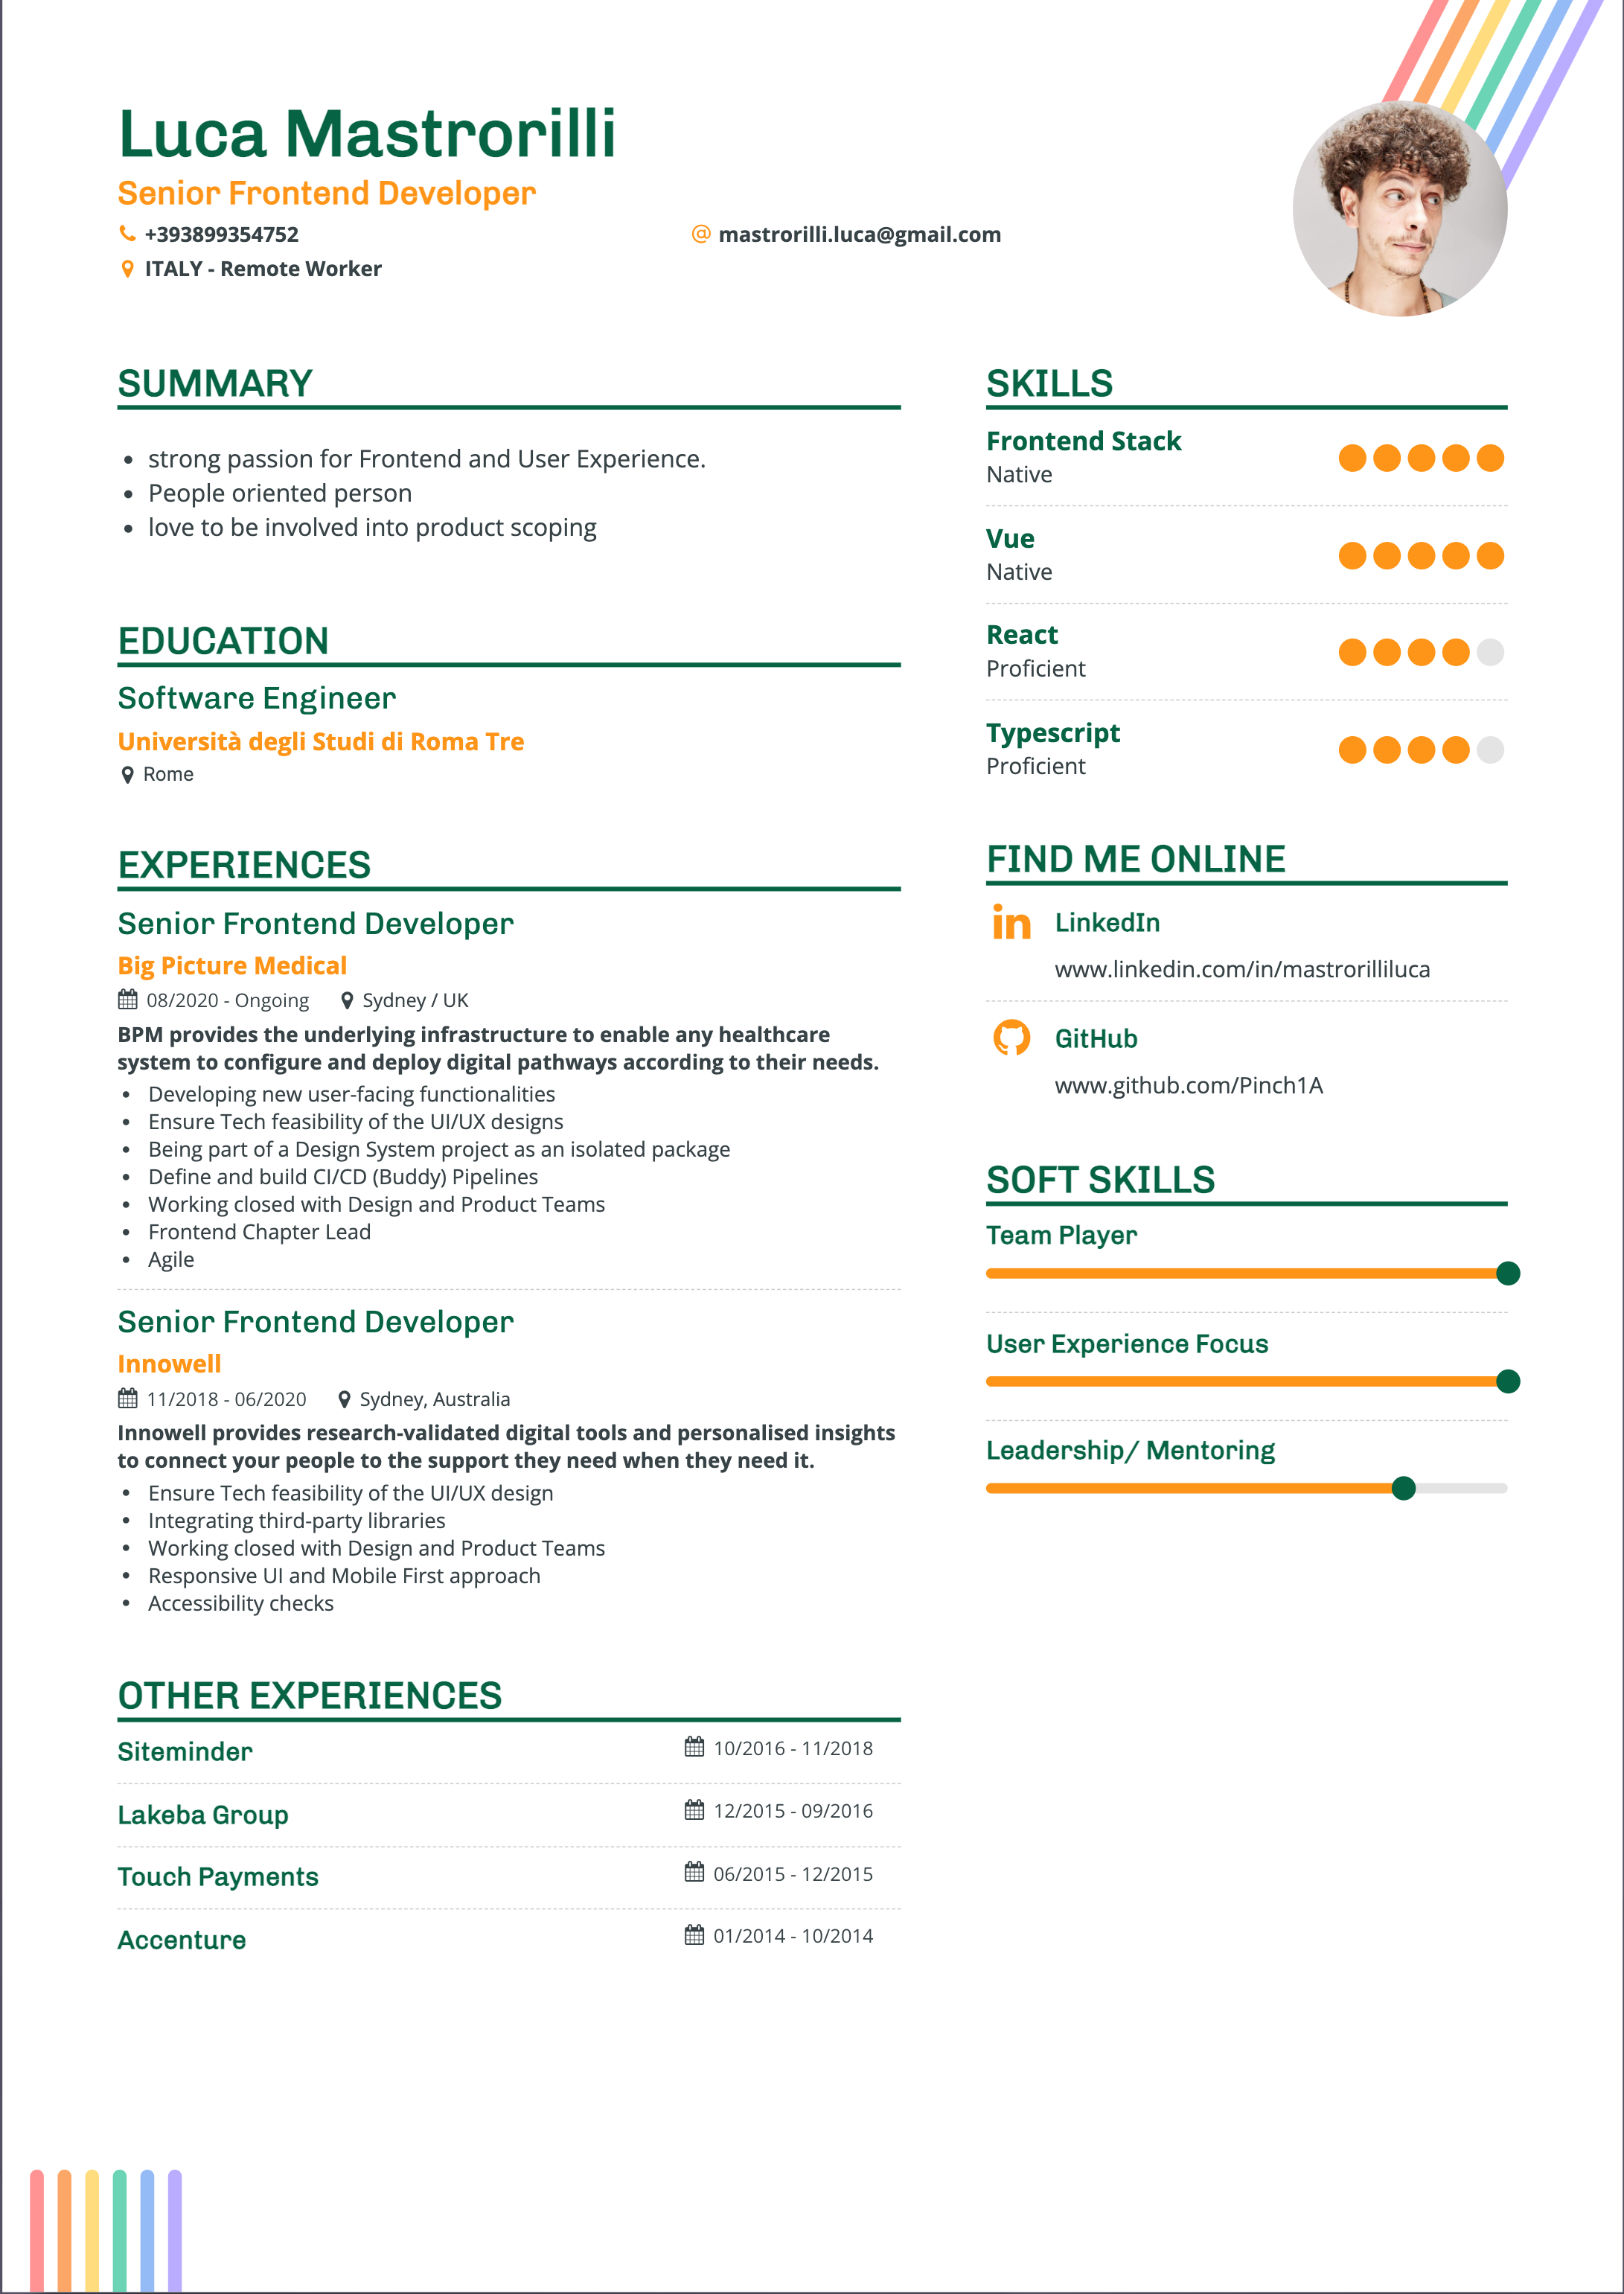 Luca Mastrorilli
Senior Frontend Developer
+393899354752
@ mastrorilli.luca@gmail.com
ITALY - Remote Worker
SUMMARY
• strong passion for Frontend and User Experience.
• People oriented person
• love to be involved into product scoping
EDUCATION
Software Engineer
Università degli Studi di Roma Tre
Rome
EXPERIENCES
Senior Frontend Developer
Big Picture Medical
08/2020 - Ongoing Sydney / UK
BPM provides the underlying infrastructure to enable any healthcare
system to configure and deploy digital pathways according to their needs.
• Developing new user-facing functionalities
• Ensure Tech feasibility of the UI/UX designs
• Being part of a Design System project as an isolated package
• Define and build CI/CD (Buddy) Pipelines
• Working closed with Design and Product Teams
• Frontend Chapter Lead
• Agile
Senior Frontend Developer
Innowell
11/2018 - 06/2020 Sydney, Australia
Innowell provides research-validated digital tools and personalised insights
to connect your people to the support they need when they need it.
• Ensure Tech feasibility of the UI/UX design
• Integrating third-party libraries
• Working closed with Design and Product Teams
• Responsive UI and Mobile First approach
• Accessibility checks
OTHER EXPERIENCES
Siteminder 10/2016 - 11/2018
Lakeba Group 12/2015 - 09/2016
Touch Payments 06/2015 - 12/2015
Accenture 01/2014 - 10/2014
SKILLS
Frontend Stack
Native
Vue
Native
React
Proficient
Typescript
Proficient
FIND ME ONLINE
in LinkedIn
www.linkedin.com/in/mastrorilliluca
GitHub
www.github.com/Pinch1A
SOFT SKILLS
Team Player
User Experience Focus
Leadership/ Mentoring